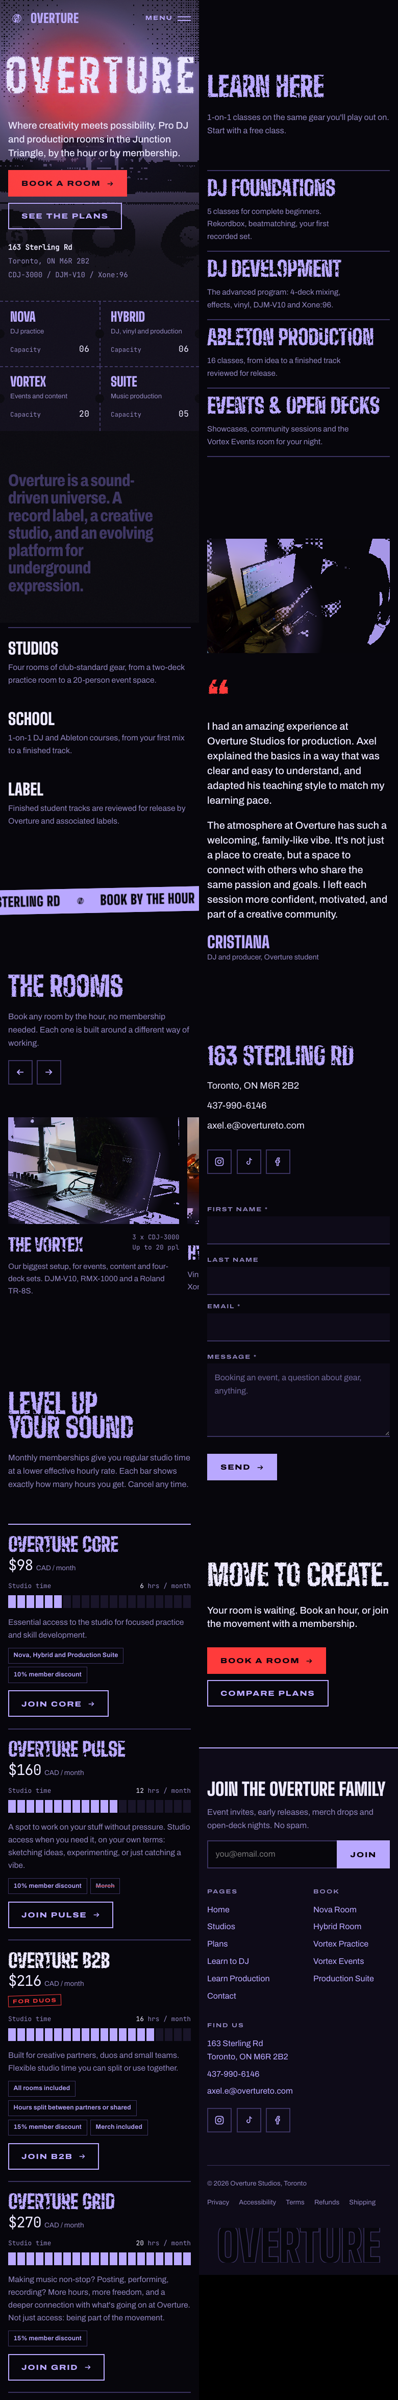 OVERTURE
MENU
OVERTURE
Where creativity meets possibility. Pro DJ
and production rooms in the Junction
Triangle, by the hour or by membership.
BOOK A ROOM →
SEE THE PLANS
163 Sterling Rd
Toronto, ON M6R 2B2
CDJ-3000 / DJM-V10 / Xone:96
NOVA
DJ practice
Capacity 06
HYBRID
DJ, vinyl and production
Capacity 06
VORTEX
Events and content
Capacity 20
SUITE
Music production
Capacity 05
Overture is a sound-
driven universe. A
record label, a creative
studio, and an evolving
platform for
underground
expression.
STUDIOS
Four rooms of club-standard gear, from a two-deck
practice room to a 20-person event space.
SCHOOL
1-on-1 DJ and Ableton courses, from your first mix
to a finished track.
LABEL
Finished student tracks are reviewed for release by
Overture and associated labels.
STERLING RD BOOK BY THE HOUR
THE ROOMS
Book any room by the hour, no membership
needed. Each one is built around a different way of
working.
← →
THE VORTEX
3 x CDJ-3000
Up to 20 ppl
Our biggest setup, for events, content and four-
deck sets. DJM-V10, RMX-1000 and a Roland
TR-8S.
H
Vin
Xon
LEVEL UP
YOUR SOUND
Monthly memberships give you regular studio time
at a lower effective hourly rate. Each bar shows
exactly how many hours you get. Cancel any time.
OVERTURE CORE
$98 CAD / month
Studio time 6 hrs / month
Essential access to the studio for focused practice
and skill development.
Nova, Hybrid and Production Suite
10% member discount
JOIN CORE →
OVERTURE PULSE
$160 CAD / month
Studio time 12 hrs / month
A spot to work on your stuff without pressure. Studio
access when you need it, on your own terms:
sketching ideas, experimenting, or just catching a
vibe.
10% member discount
Merch
JOIN PULSE →
OVERTURE B2B
$216 CAD / month
FOR DUOS
Studio time 16 hrs / month
Built for creative partners, duos and small teams.
Flexible studio time you can split or use together.
All rooms included
Hours split between partners or shared
15% member discount
Merch included
JOIN B2B →
OVERTURE GRID
$270 CAD / month
Studio time 20 hrs / month
Making music non-stop? Posting, performing,
recording? More hours, more freedom, and a
deeper connection with what's going on at Overture.
Not just access: being part of the movement.
15% member discount
JOIN GRID →
LEARN HERE
1-on-1 classes on the same gear you'll play out on.
Start with a free class.
DJ FOUNDATIONS
5 classes for complete beginners.
Rekordbox, beatmatching, your first
recorded set.
DJ DEVELOPMENT
The advanced program: 4-deck mixing,
effects, vinyl, DJM-V10 and Xone:96.
ABLETON PRODUCTION
16 classes, from idea to a finished track
reviewed for release.
EVENTS & OPEN DECKS
Showcases, community sessions and the
Vortex Events room for your night.
“
I had an amazing experience at
Overture Studios for production. Axel
explained the basics in a way that was
clear and easy to understand, and
adapted his teaching style to match my
learning pace.
The atmosphere at Overture has such a
welcoming, family-like vibe. It's not just
a place to create, but a space to
connect with others who share the
same passion and goals. I left each
session more confident, motivated, and
part of a creative community.
CRISTIANA
DJ and producer, Overture student
163 STERLING RD
Toronto, ON M6R 2B2
437-990-6146
axel.e@overtureto.com
FIRST NAME *
LAST NAME
EMAIL *
MESSAGE *
Booking an event, a question about gear,
anything.
SEND →
MOVE TO CREATE.
Your room is waiting. Book an hour, or join
the movement with a membership.
BOOK A ROOM →
COMPARE PLANS
JOIN THE OVERTURE FAMILY
Event invites, early releases, merch drops and
open-deck nights. No spam.
you@email.com
JOIN
PAGES
Home
Studios
Plans
Learn to DJ
Learn Production
Contact
BOOK
Nova Room
Hybrid Room
Vortex Practice
Vortex Events
Production Suite
FIND US
163 Sterling Rd
Toronto, ON M6R 2B2
437-990-6146
axel.e@overtureto.com
© 2026 Overture Studios, Toronto
Privacy Accessibility Terms Refunds Shipping
OVERTURE